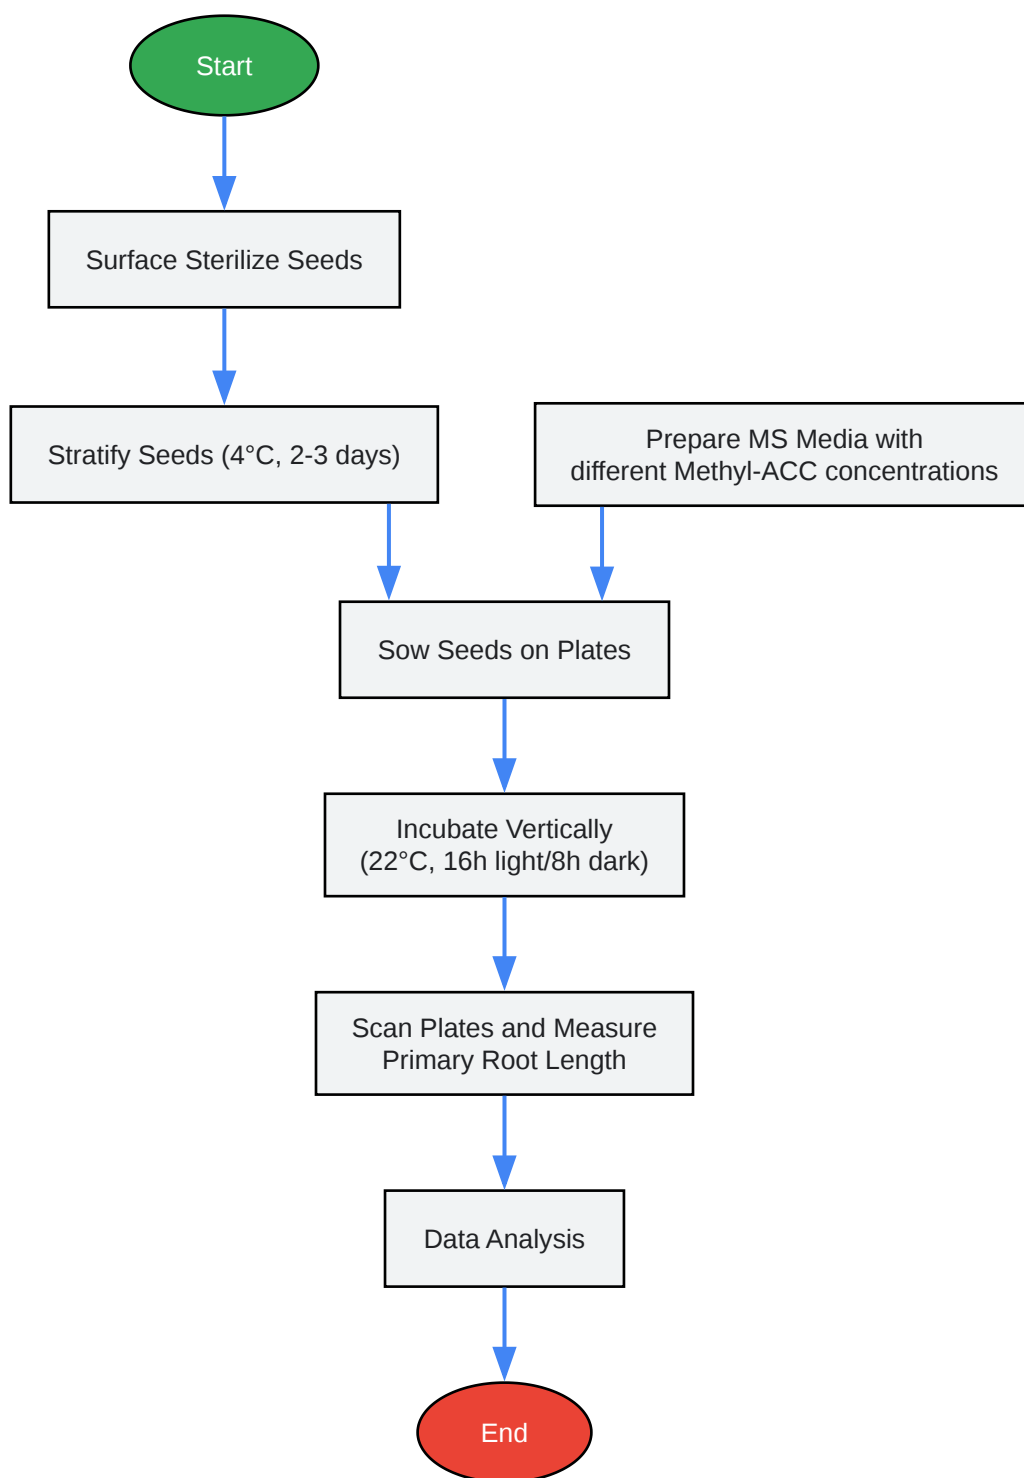 Start
Surface Sterilize Seeds
Stratify Seeds (4°C, 2-3 days)
Prepare MS Media with
different Methyl-ACC concentrations
Sow Seeds on Plates
Incubate Vertically
(22°C, 16h light/8h dark)
Scan Plates and Measure
Primary Root Length
Data Analysis
End